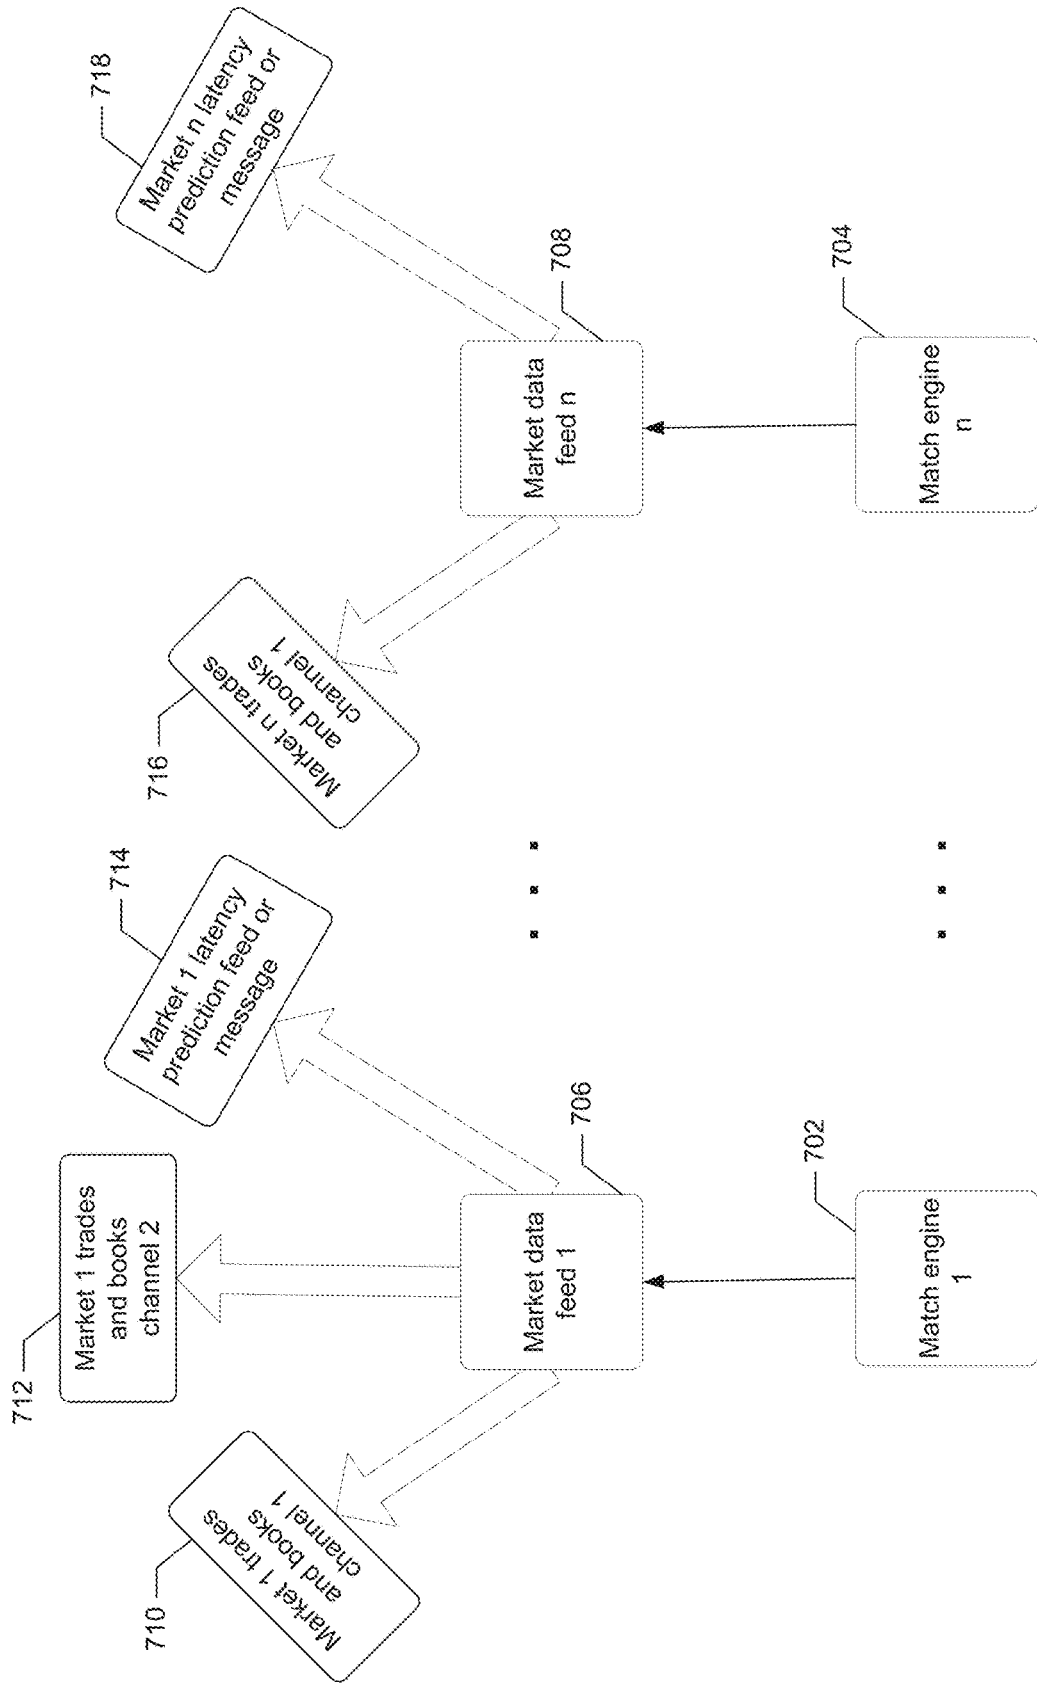 712
Market 1 trades
and books
channel 2
710
Market 1 trades
and books
channel 1
714
Market 1 latency
prediction feed or
message
716
Market n trades
and books
channel 1
718
Market n latency
prediction feed or
message
Market data
feed 1
706
Market data
feed n
708
Match engine
1
702
Match engine
n
704